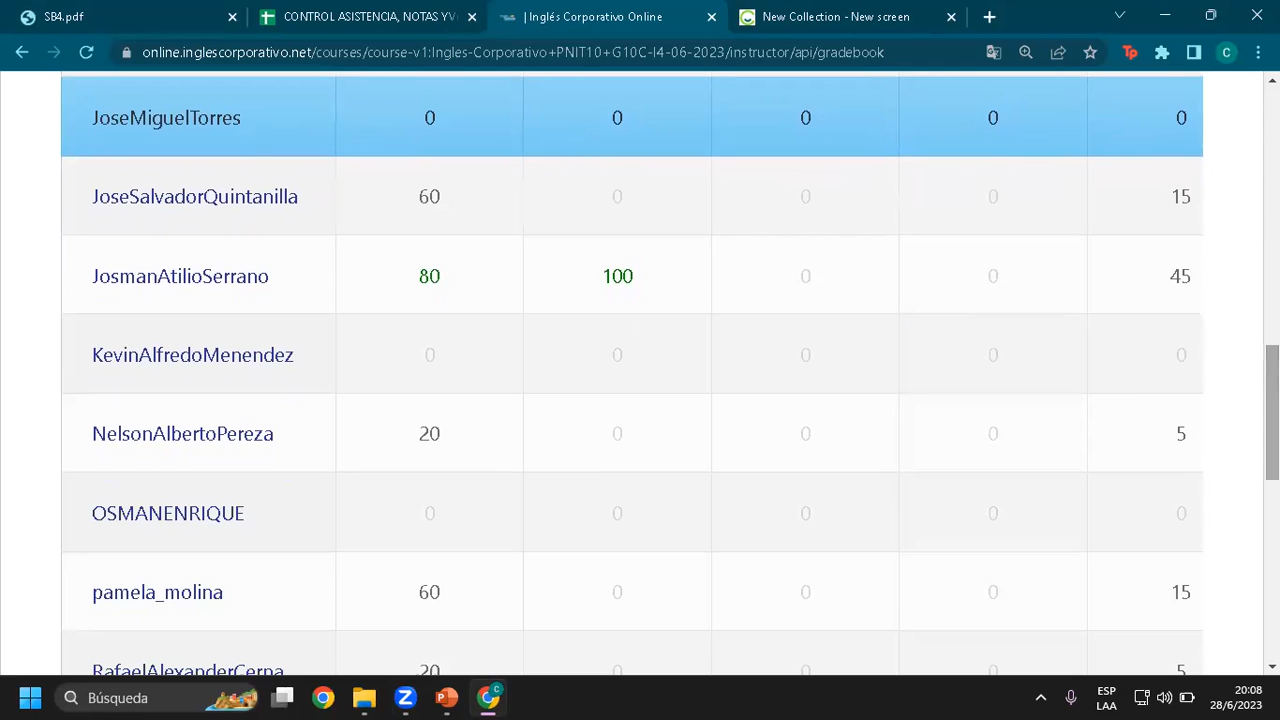 SB4.pdf
CONTROL ASISTENCIA, NOTAS YV
| Inglés Corporativo Online
New Collection - New screen
online.inglescorporativo.net/courses/course-v1:Ingles-Corporativo+PNIT10+G10C-I4-06-2023/instructor/api/gradebook
C
JoseMiguelTorres 0 0 0 0 0
JoseSalvadorQuintanilla 60 0 0 0 15
JosmanAtilioSerrano 80 100 0 0 45
KevinAlfredoMenendez 0 0 0 0 0
NelsonAlbertoPereza 20 0 0 0 5
OSMANENRIQUE 0 0 0 0 0
pamela_molina 60 0 0 0 15
RafaelAlexanderCerna 20 0 0 0 5
Búsqueda
ESP
LAA
20:08
28/6/2023